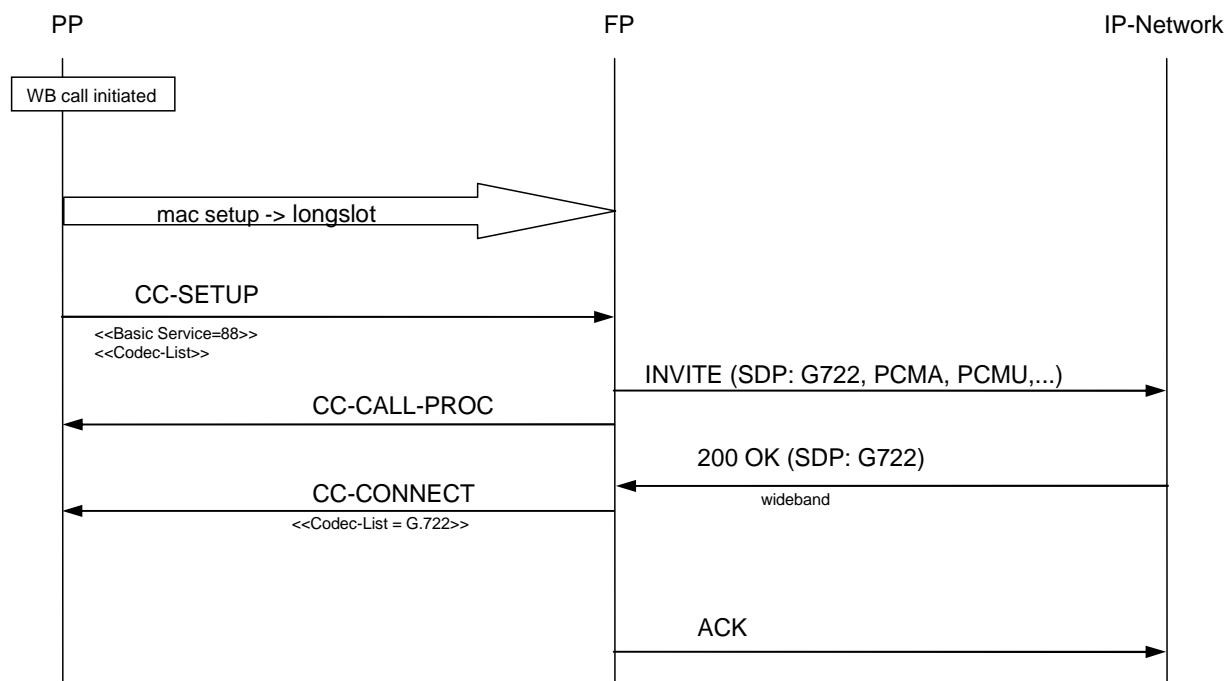 PP FP IP-Network
WB call initiated
mac setup -> longslot
CC-SETUP
<<Basic Service=88>>
<<Codec-List>>
INVITE (SDP: G722, PCMA, PCMU,...)
CC-CALL-PROC
200 OK (SDP: G722)
wideband
CC-CONNECT
<<Codec-List = G.722>>
ACK